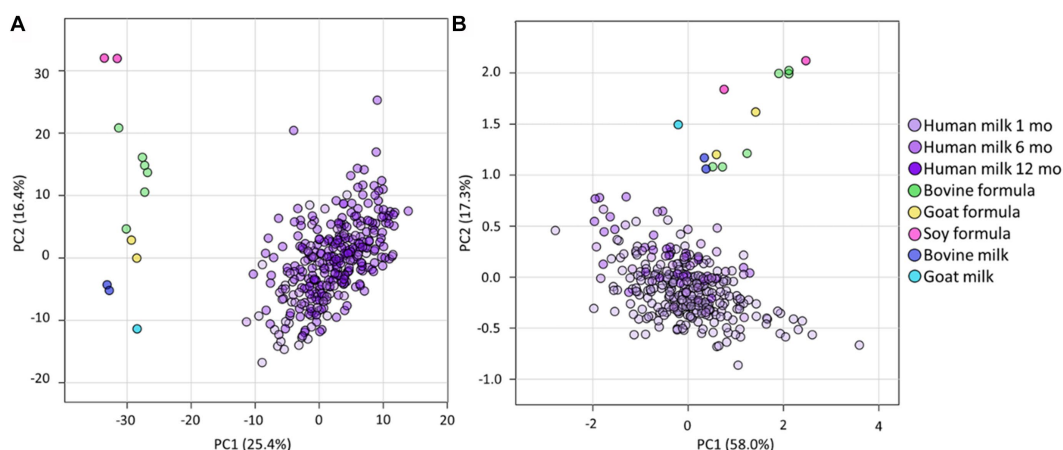 A
B
30
20
10
0
-10
-20
PC2 (16.4%)
-30
-20
-10
0
10
20
PC1 (25.4%)
2.0
1.5
1.0
0.5
0.0
-0.5
-1.0
PC2 (17.3%)
-2
0
2
4
PC1 (58.0%)
Human milk 1 mo
Human milk 6 mo
Human milk 12 mo
Bovine formula
Goat formula
Soy formula
Bovine milk
Goat milk